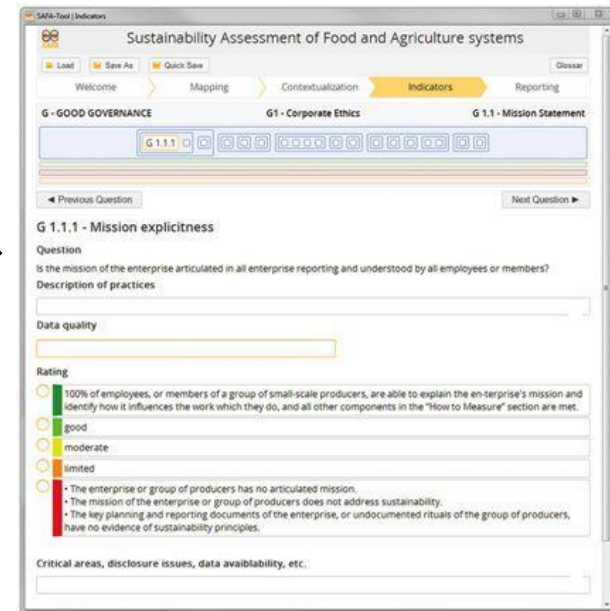 SAFA-Tool | Indicators
SAFA
Sustainability Assessment of Food and Agriculture systems
Load
Save As
Quick Save
Glossar
Welcome
Mapping
Contextualization
Indicators
Reporting
G - GOOD GOVERNANCE
G1 - Corporate Ethics
G 1.1 - Mission Statement
G 1.1.1
◄ Previous Question
Next Question ►
G 1.1.1 - Mission explicitness
Question
Is the mission of the enterprise articulated in all enterprise reporting and understood by all employees or members?
Description of practices
Data quality
Rating
100% of employees, or members of a group of small-scale producers, are able to explain the en-terprise's mission and
identify how it influences the work which they do, and all other components in the "How to Measure" section are met.
good
moderate
limited
• The enterprise or group of producers has no articulated mission.
• The mission of the enterprise or group of producers does not address sustainability.
• The key planning and reporting documents of the enterprise, or undocumented rituals of the group of producers,
have no evidence of sustainability principles.
Critical areas, disclosure issues, data avaiblability, etc.